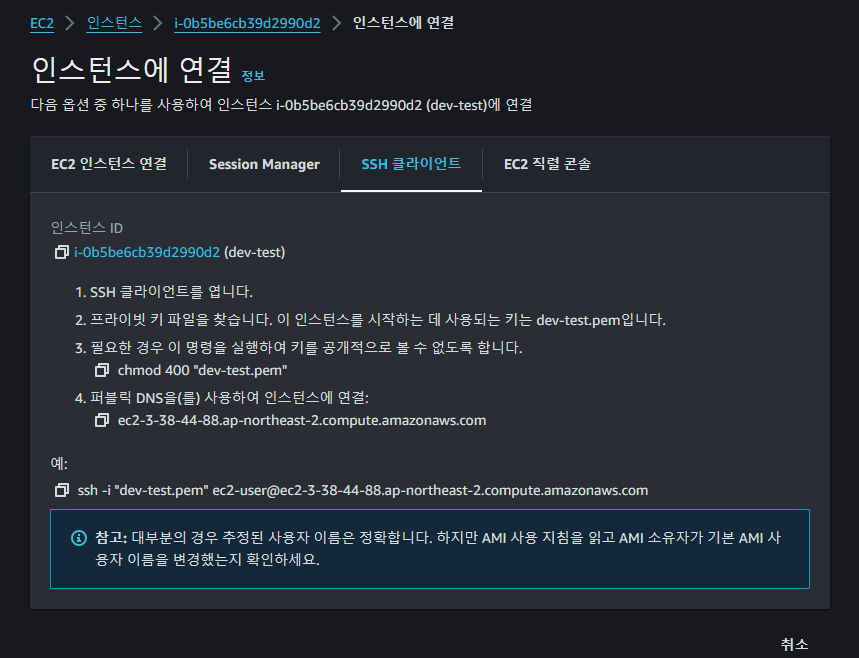 EC2 > 인스턴스 > i-0b5be6cb39d2990d2 > 인스턴스에 연결
인스턴스에 연결 정보
다음 옵션 중 하나를 사용하여 인스턴스 i-0b5be6cb39d2990d2 (dev-test)에 연결
EC2 인스턴스 연결 Session Manager SSH 클라이언트 EC2 직렬 콘솔
인스턴스 ID
i-0b5be6cb39d2990d2 (dev-test)
1. SSH 클라이언트를 엽니다.
2. 프라이빗 키 파일을 찾습니다. 이 인스턴스를 시작하는 데 사용되는 키는 dev-test.pem입니다.
3. 필요한 경우 이 명령을 실행하여 키를 공개적으로 볼 수 없도록 합니다.
chmod 400 "dev-test.pem"
4. 퍼블릭 DNS을(를) 사용하여 인스턴스에 연결:
ec2-3-38-44-88.ap-northeast-2.compute.amazonaws.com
예:
ssh -i "dev-test.pem" ec2-user@ec2-3-38-44-88.ap-northeast-2.compute.amazonaws.com
참고: 대부분의 경우 추정된 사용자 이름은 정확합니다. 하지만 AMI 사용 지침을 읽고 AMI 소유자가 기본 AMI 사
용자 이름을 변경했는지 확인하세요.
취소